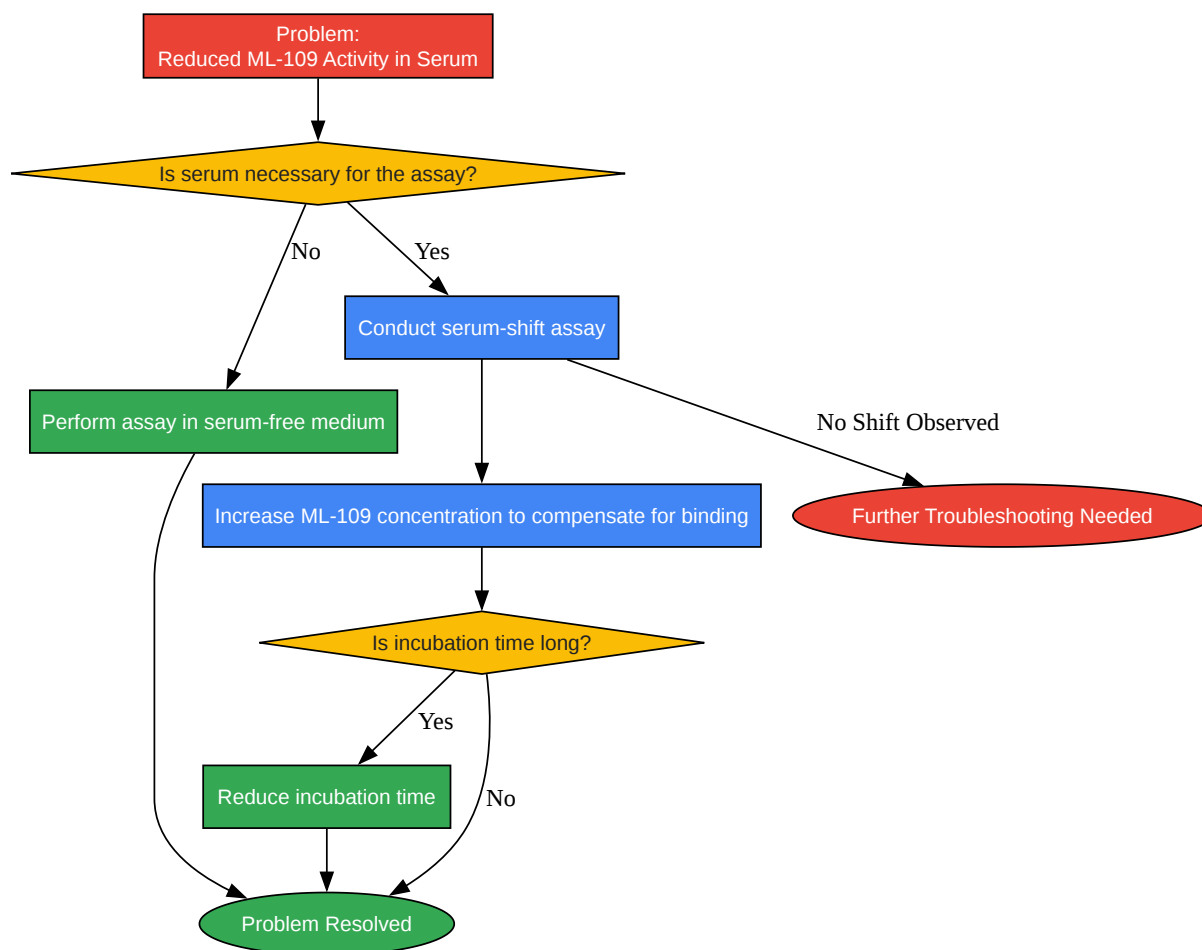 Problem:
Reduced ML-109 Activity in Serum
Is serum necessary for the assay?
No
Yes
Conduct serum-shift assay
Perform assay in serum-free medium
No Shift Observed
Increase ML-109 concentration to compensate for binding
Further Troubleshooting Needed
Is incubation time long?
Yes
Reduce incubation time
No
Problem Resolved